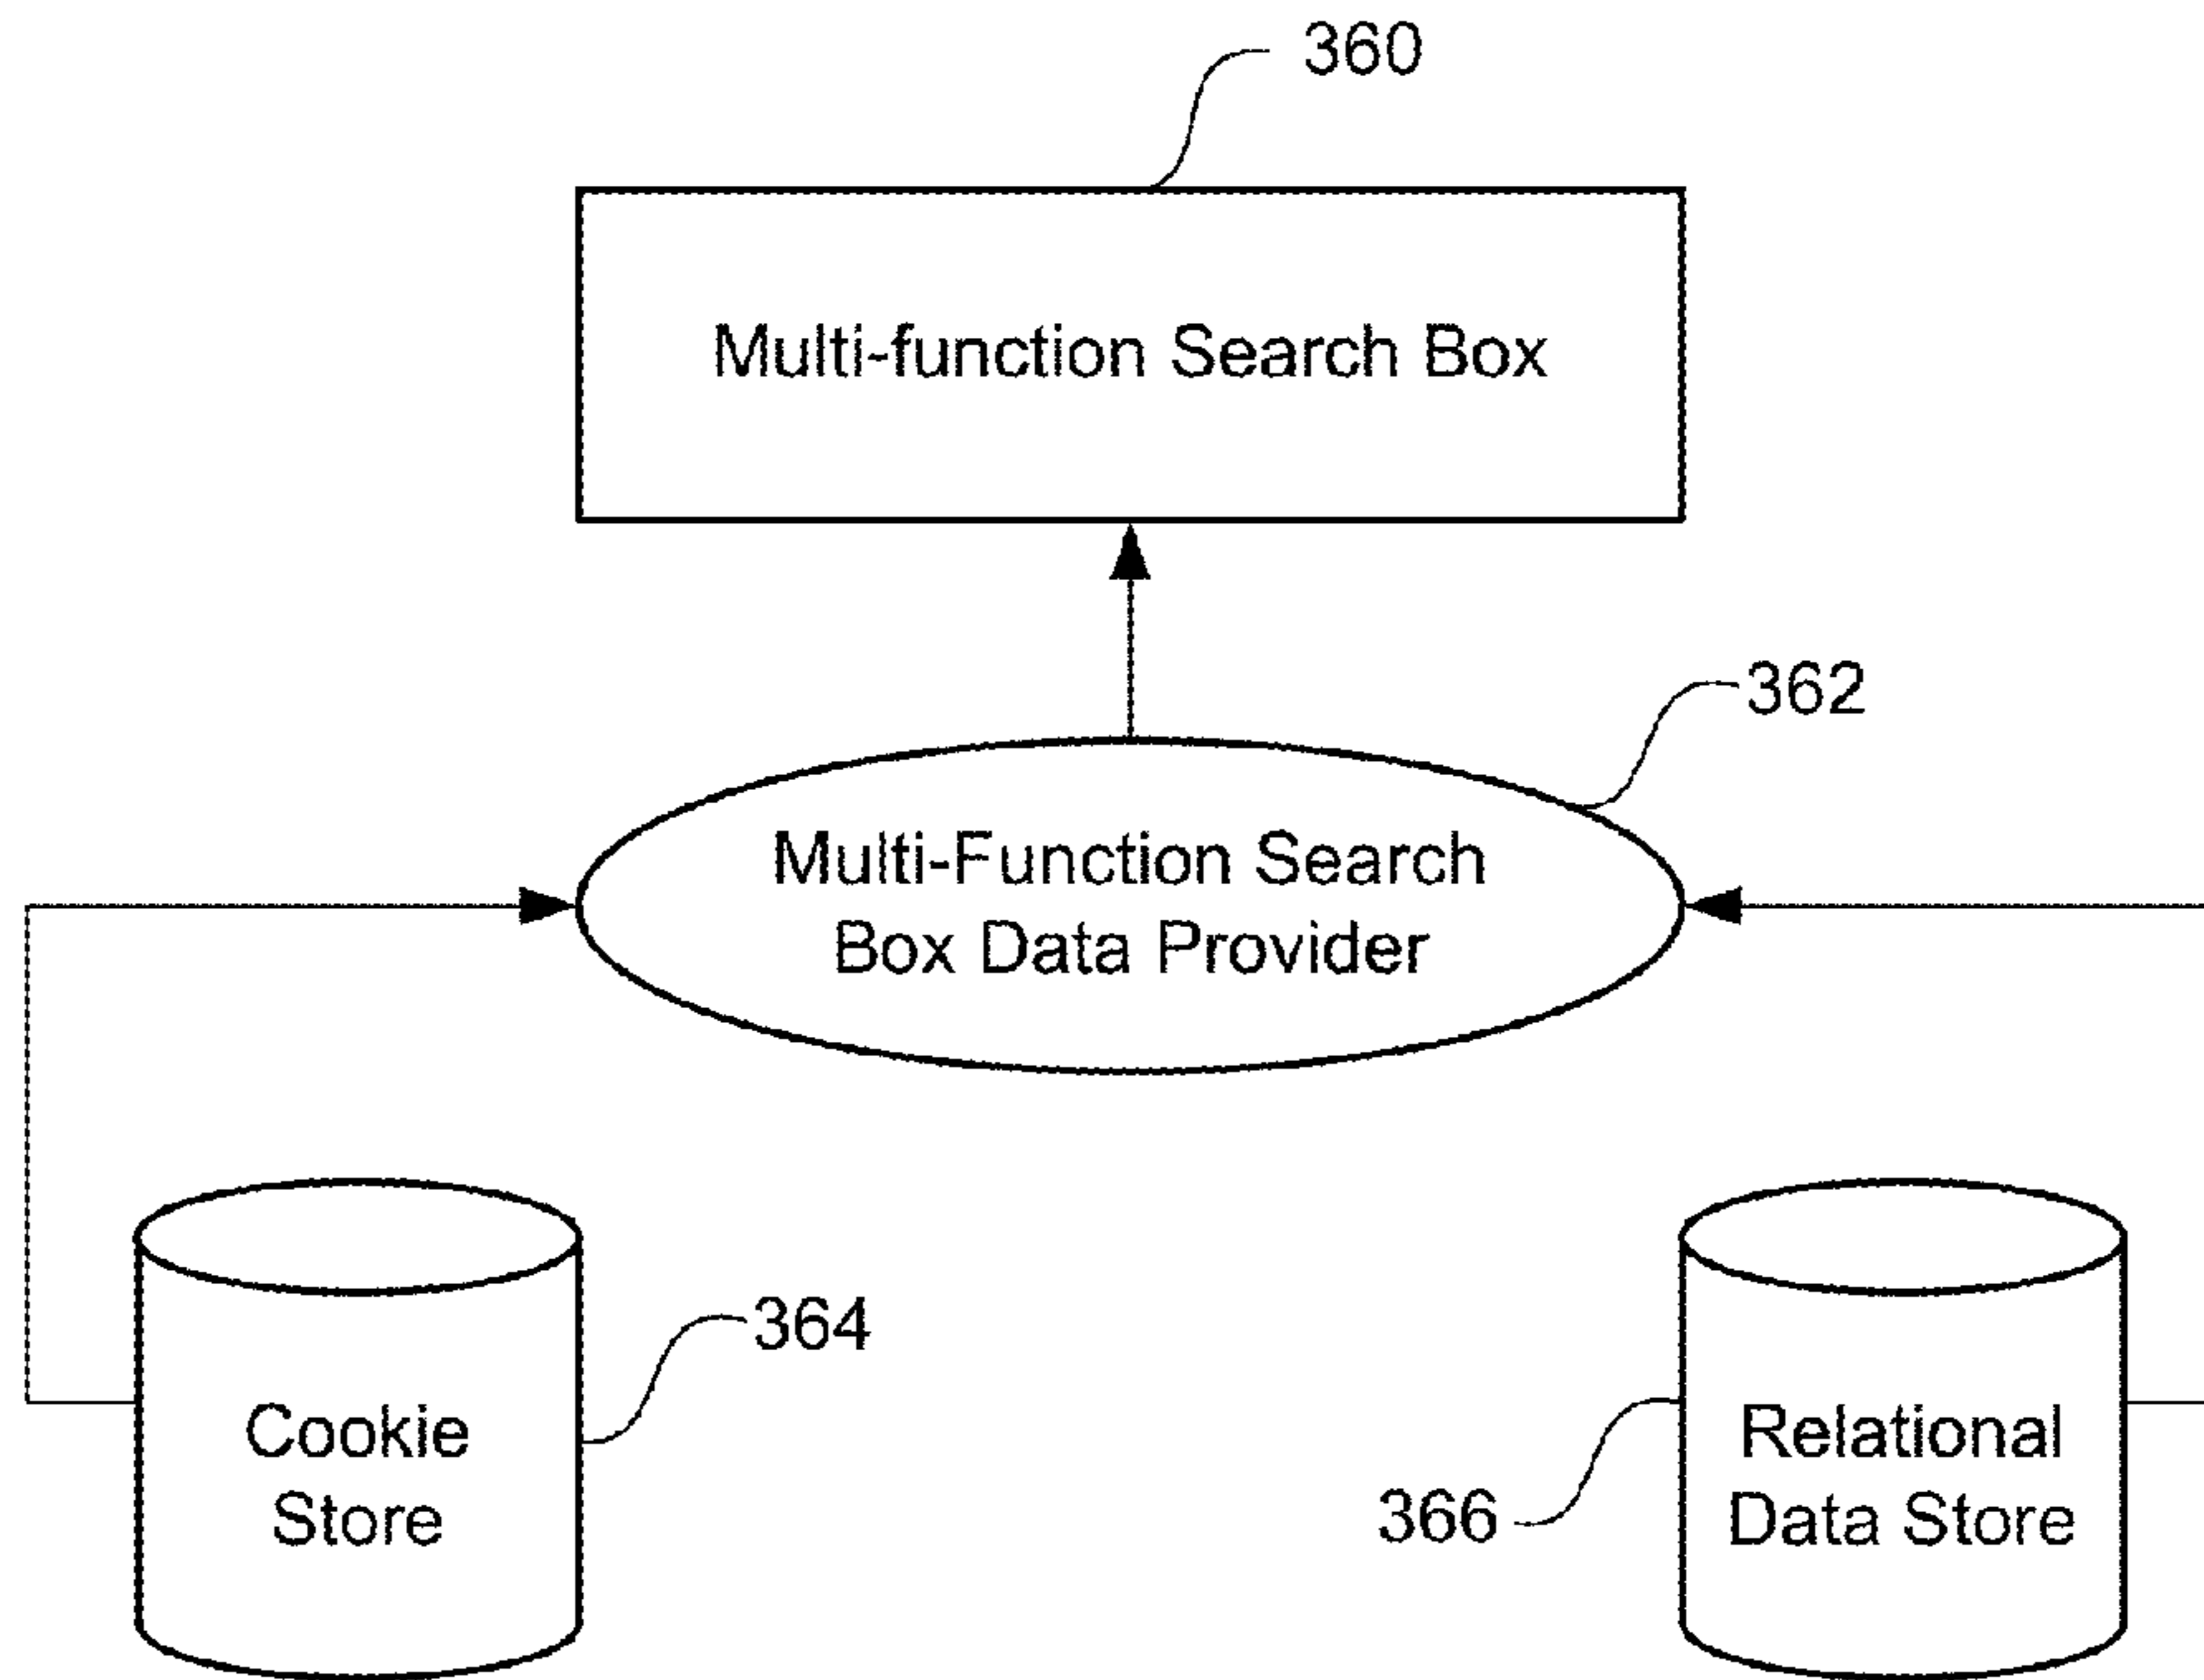 360
Multi-function Search Box
362
Multi-Function Search
Box Data Provider
364
Cookie
Store
366
Relational
Data Store